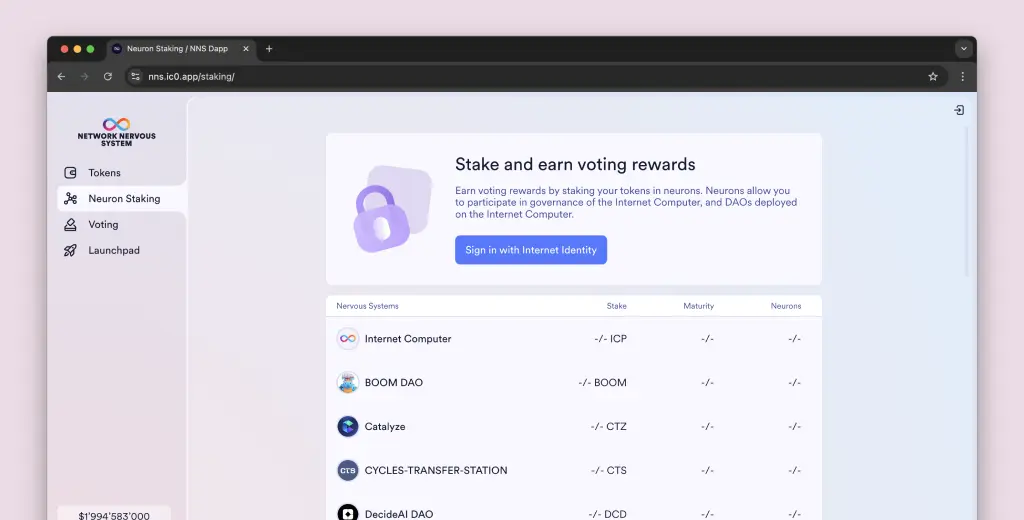 Neuron Staking / NNS Dapp
nns.ic0.app/staking/
NETWORK NERVOUS
SYSTEM
Tokens
Neuron Staking
Voting
Launchpad
$1'994'583'000
Stake and earn voting rewards
Earn voting rewards by staking your tokens in neurons. Neurons allow you
to participate in governance of the Internet Computer, and DAOs deployed
on the Internet Computer.
Sign in with Internet Identity
Nervous Systems Stake Maturity Neurons
Internet Computer -/- ICP -/- -/-
BOOM DAO -/- BOOM -/- -/-
Catalyze -/- CTZ -/- -/-
CTS CYCLES-TRANSFER-STATION -/- CTS -/- -/-
DecideAI DAO -/- DCD -/- -/-